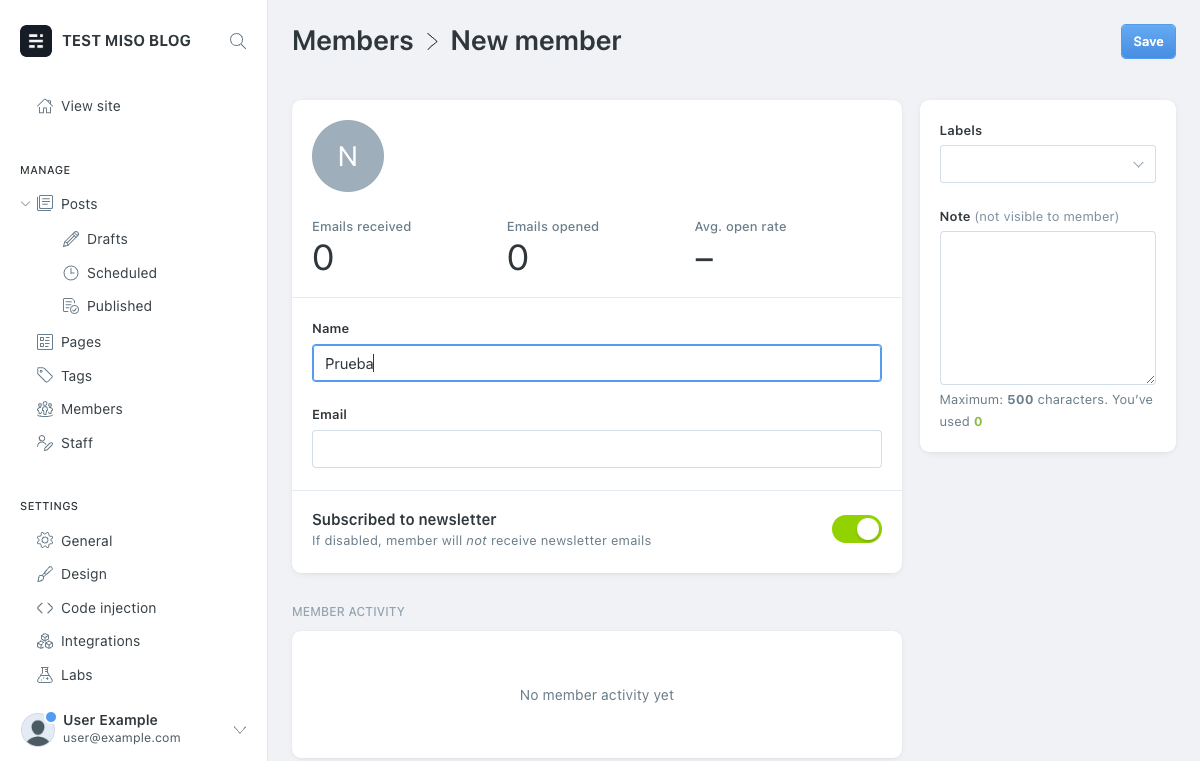 TEST MISO BLOG
View site
MANAGE
Posts
Drafts
Scheduled
Published
Pages
Tags
Members
Staff
SETTINGS
General
Design
Code injection
Integrations
Labs
User Example
user@example.com
Members > New member
Save
N
Emails received
0
Emails opened
0
Avg. open rate
–
Name
Prueba
Email
Subscribed to newsletter
If disabled, member will not receive newsletter emails
MEMBER ACTIVITY
No member activity yet
Labels
Note (not visible to member)
Maximum: 500 characters. You’ve
used 0